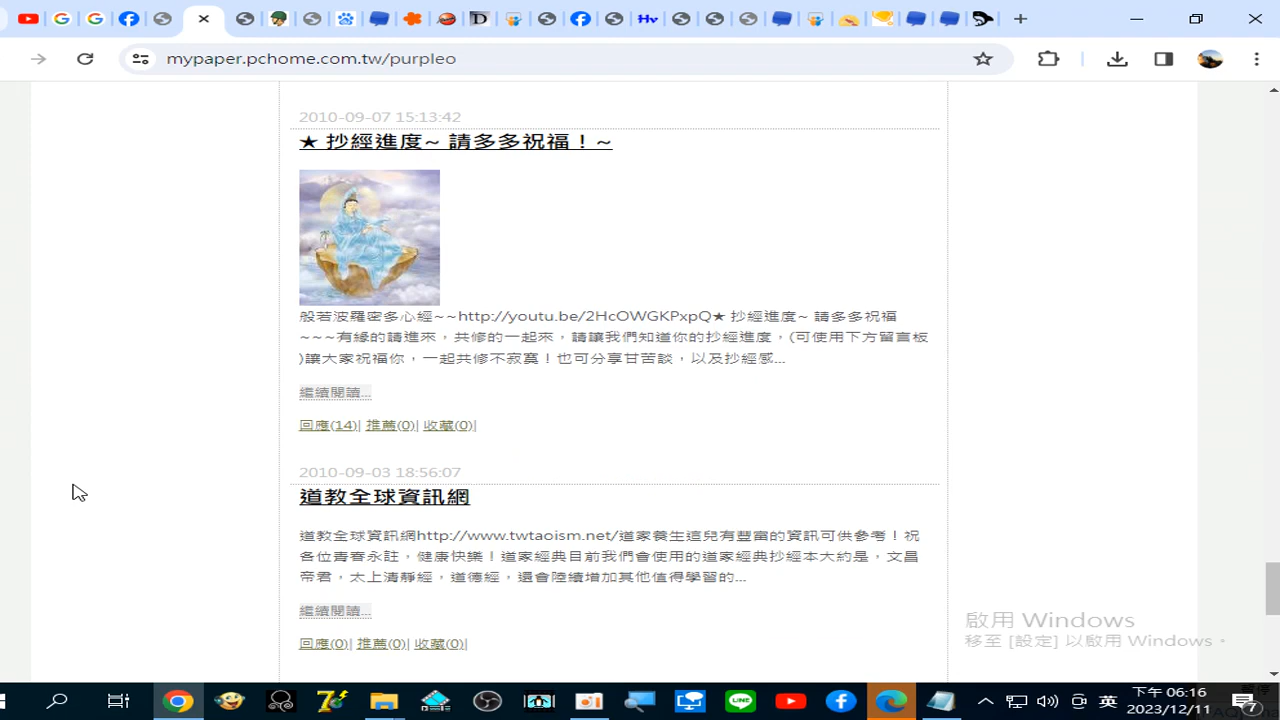 mypaper.pchome.com.tw/purpleo
2010-09-07 15:13:42
★ 抄經進度~ 請多多祝福！~
般若波羅密多心經~~http://youtu.be/2HcOWGKPxpQ★ 抄經進度~ 請多多祝福
~~~有緣的請進來，共修的一起來，請讓我們知道你的抄經進度，(可使用下方留言板
)讓大家祝福你，一起共修不寂寞！也可分享甘苦談，以及抄經感...
繼續閱讀...
回應(14)| 推薦(0)| 收藏(0)|
2010-09-03 18:56:07
道教全球資訊網
道教全球資訊網http://www.twtaoism.net/道家養生這兒有豐富的資訊可供參考！祝
各位青春永註，健康快樂！道家經典目前我們會使用的道家經典抄經本大約是，文昌
帝君，太上清靜經，道德經，還會陸續增加其他值得學習的...
繼續閱讀...
回應(0)| 推薦(0)| 收藏(0)|
啟用 Windows
移至 [設定] 以啟用 Windows。
英
下午 06:16
2023/12/11
7